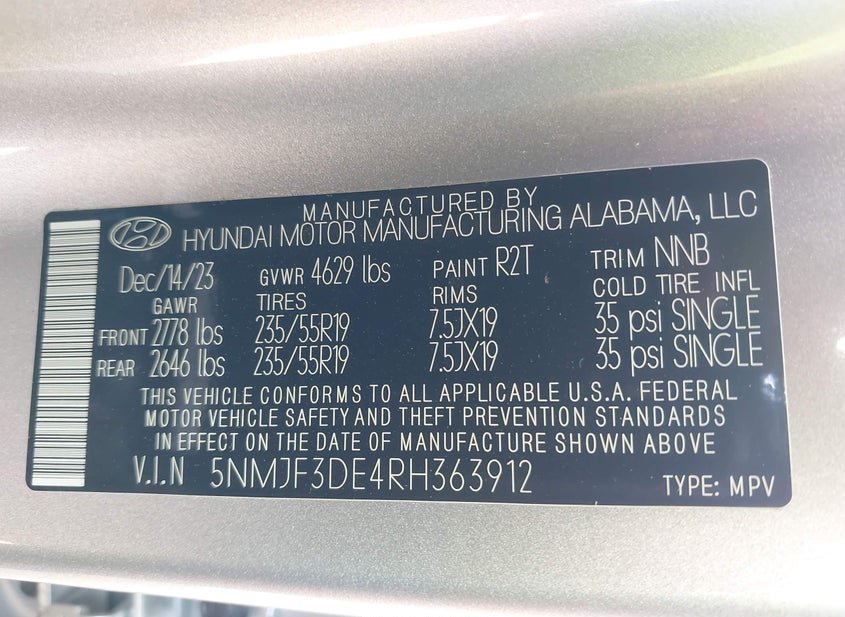 MANUFACTURED BY
HYUNDAI MOTOR MANUFACTURING ALABAMA, LLC
Dec/14/23 GVWR 4629 lbs PAINT R2T TRIM NNB
GAWR TIRES RIMS COLD TIRE INFL
FRONT 2778 lbs 235/55R19 7.5JX19 35 psi SINGLE
REAR 2646 lbs 235/55R19 7.5JX19 35 psi SINGLE
THIS VEHICLE CONFORMS TO ALL APPLICABLE U.S.A. FEDERAL
MOTOR VEHICLE SAFETY AND THEFT PREVENTION STANDARDS
IN EFFECT ON THE DATE OF MANUFACTURE SHOWN ABOVE
V.I.N 5NMJF3DE4RH363912 TYPE: MPV